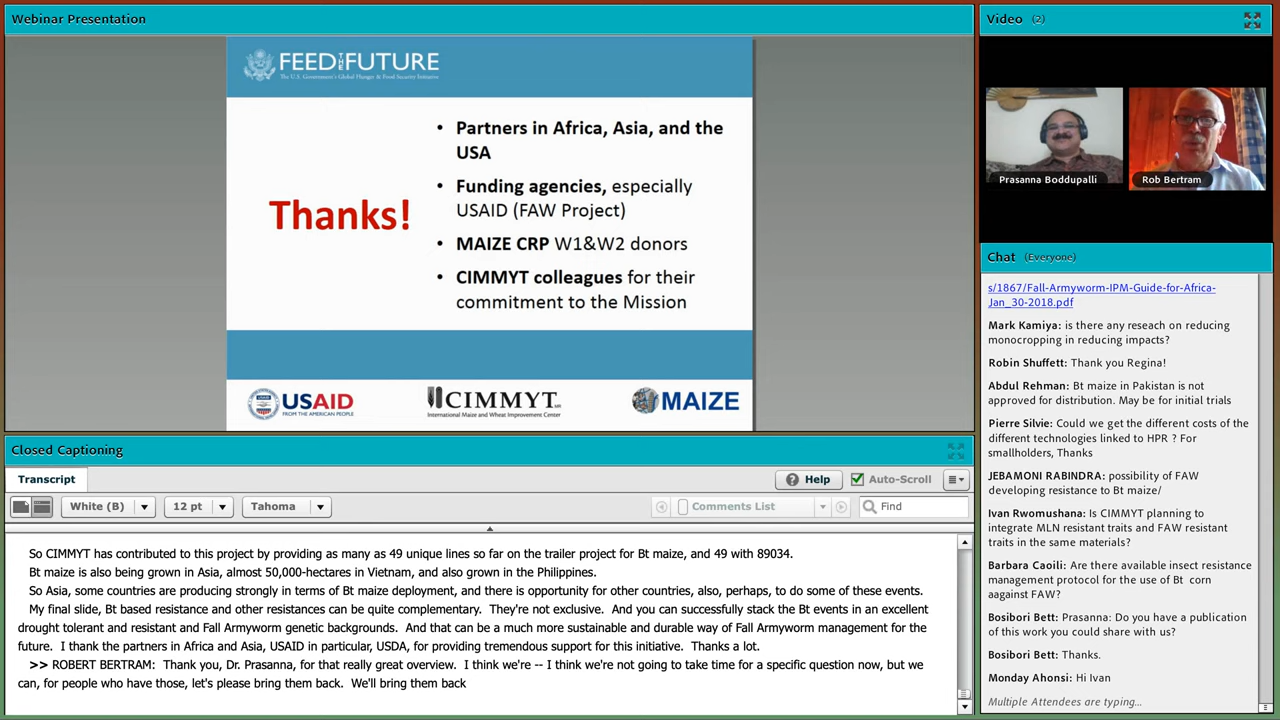 Webinar Presentation
FEED THE FUTURE
The U.S. Government's Global Hunger & Food Security Initiative
Thanks!
• Partners in Africa, Asia, and the
USA
• Funding agencies, especially
USAID (FAW Project)
• MAIZE CRP W1&W2 donors
• CIMMYT colleagues for their
commitment to the Mission
USAID
FROM THE AMERICAN PEOPLE
CIMMYT
International Maize and Wheat Improvement Center
MAIZE
Closed Captioning
Transcript
Help
Auto-Scroll
White (B)
12 pt
Tahoma
Comments List
Find
So CIMMYT has contributed to this project by providing as many as 49 unique lines so far on the trailer project for Bt maize, and 49 with 89034.
Bt maize is also being grown in Asia, almost 50,000-hectares in Vietnam, and also grown in the Philippines.
So Asia, some countries are producing strongly in terms of Bt maize deployment, and there is opportunity for other countries, also, perhaps, to do some of these events.
My final slide, Bt based resistance and other resistances can be quite complementary. They're not exclusive. And you can successfully stack the Bt events in an excellent
drought tolerant and resistant and Fall Armyworm genetic backgrounds. And that can be a much more sustainable and durable way of Fall Armyworm management for the
future. I thank the partners in Africa and Asia, USAID in particular, USDA, for providing tremendous support for this initiative. Thanks a lot.
>> ROBERT BERTRAM: Thank you, Dr. Prasanna, for that really great overview. I think we're -- I think we're not going to take time for a specific question now, but we
can, for people who have those, let's please bring them back. We'll bring them back
Video (2)
Prasanna Boddupalli
Rob Bertram
Chat (Everyone)
s/1867/Fall-Armyworm-IPM-Guide-for-Africa-
Jan_30-2018.pdf
Mark Kamiya: is there any reseach on reducing
monocropping in reducing impacts?
Robin Shuffett: Thank you Regina!
Abdul Rehman: Bt maize in Pakistan is not
approved for distribution. May be for initial trials
Pierre Silvie: Could we get the different costs of the
different technologies linked to HPR ? For
smallholders, Thanks
JEBAMONI RABINDRA: possibility of FAW
developing resistance to Bt maize/
Ivan Rwomushana: Is CIMMYT planning to
integrate MLN resistant traits and FAW resistant
traits in the same materials?
Barbara Caoili: Are there available insect resistance
management protocol for the use of Bt corn
aagainst FAW?
Bosibori Bett: Prasanna: Do you have a publication
of this work you could share with us?
Bosibori Bett: Thanks.
Monday Ahonsi: Hi Ivan
Multiple Attendees are typing...